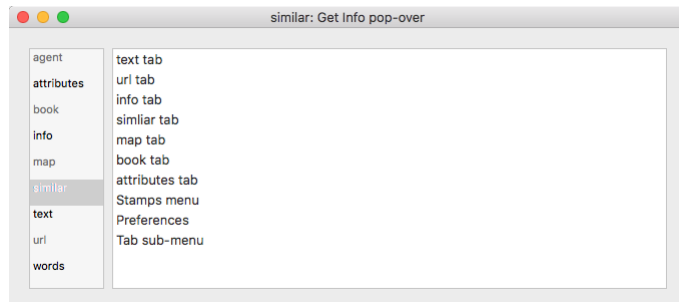 similar: Get Info pop-over
agent
attributes
book
info
map
similar
text
url
words
text tab
url tab
info tab
simliar tab
map tab
book tab
attributes tab
Stamps menu
Preferences
Tab sub-menu